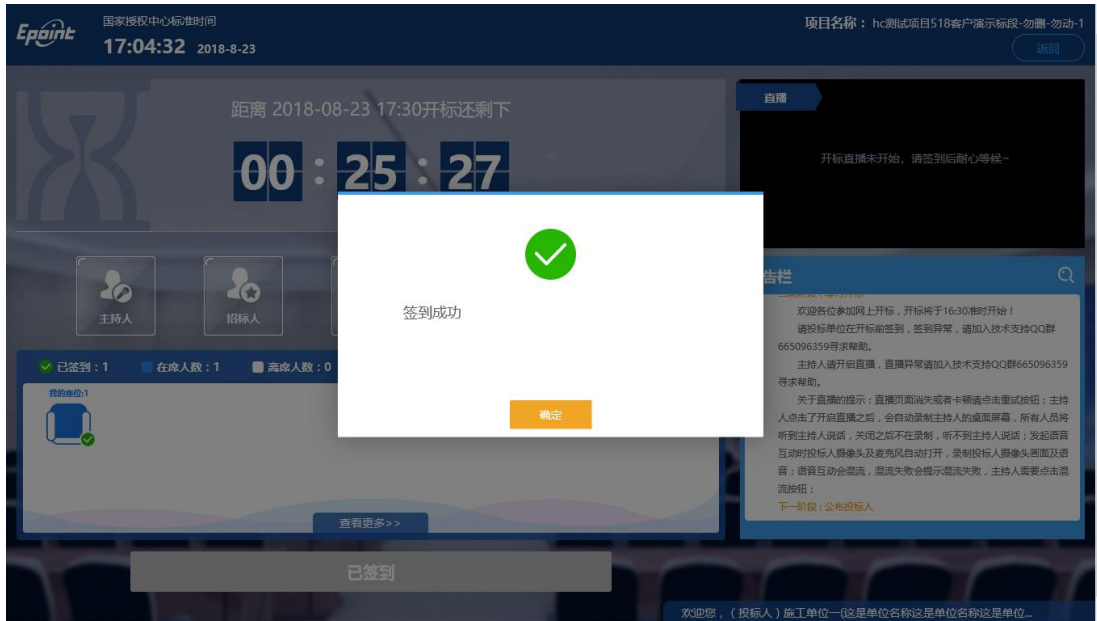 Epoint
国家授权中心标准时间
17:04:32 2018-8-23
项目名称：hc测试项目518客户演示标段-勿删-勿动-1
返回
距离 2018-08-23 17:30开标还剩下
00 : 25 : 27
直播
开标直播未开始，请签到后耐心等候~
签到成功
确定
主持人
招标人
告栏
欢迎各位参加网上开标，开标将于16:30准时开始！
请投标单位在开标前签到，签到异常，请加入技术支持QQ群
665096359寻求帮助。
主持人请开启直播，直播异常请加入技术支持QQ群665096359
寻求帮助。
关于直播的提示：直播页面消失或者卡顿请点击重试按钮；主持
人点击了开启直播之后，会自动录制主持人的桌面屏幕，所有人员将
听到主持人说话，关闭之后不在录制，听不到主持人说话；发起语音
互动时投标人摄像头及麦克风自动打开，录制投标人摄像头画面及语
音；语音互动会混流，混流失败会提示混流失败，主持人需要点击混
流按钮；
下一阶段：公布投标人
已签到：1 在席人数：1 离席人数：0
我的座位:1
查看更多>>
已签到
欢迎您，（投标人）施工单位一(这是单位名称这是单位名称这是单位...